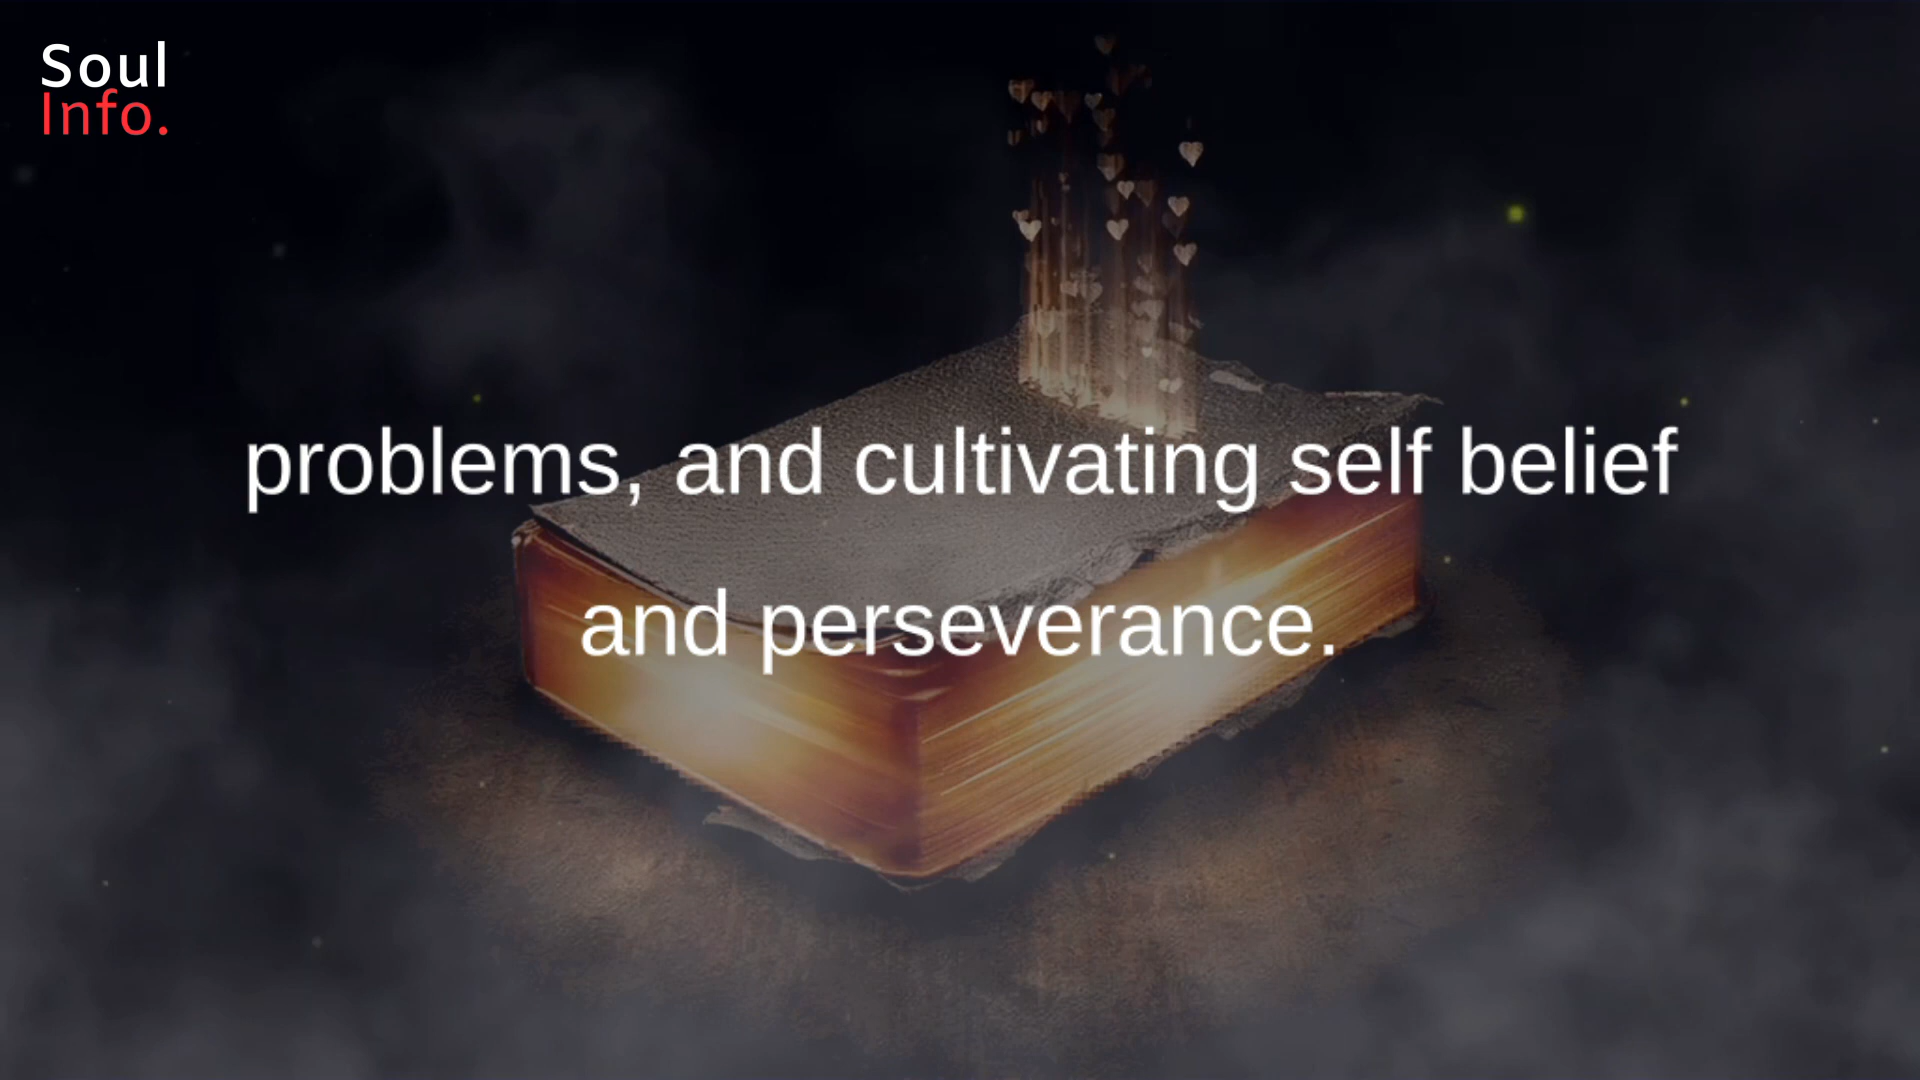 Soul
Info.
problems, and cultivating self belief
and perseverance.